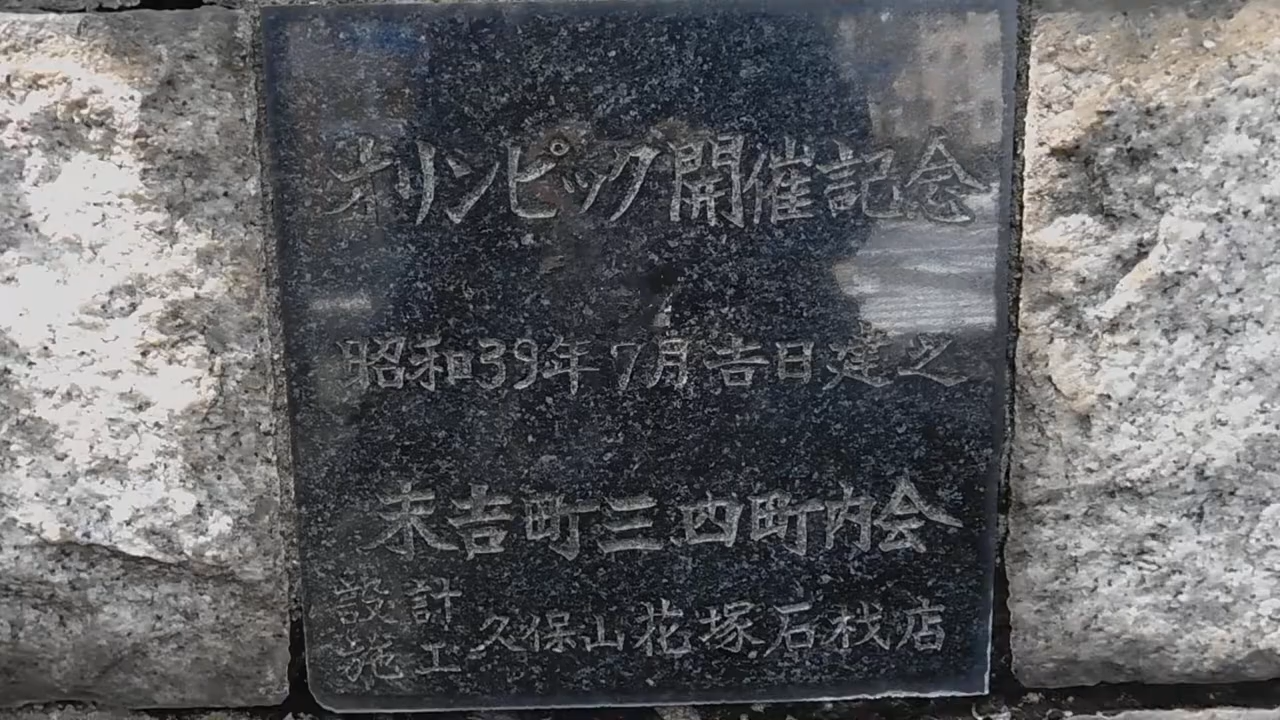 オリンピック開催記念
昭和39年7月吉日建之
末吉町三.四町内会
設計
施工 久保山花塚石材店